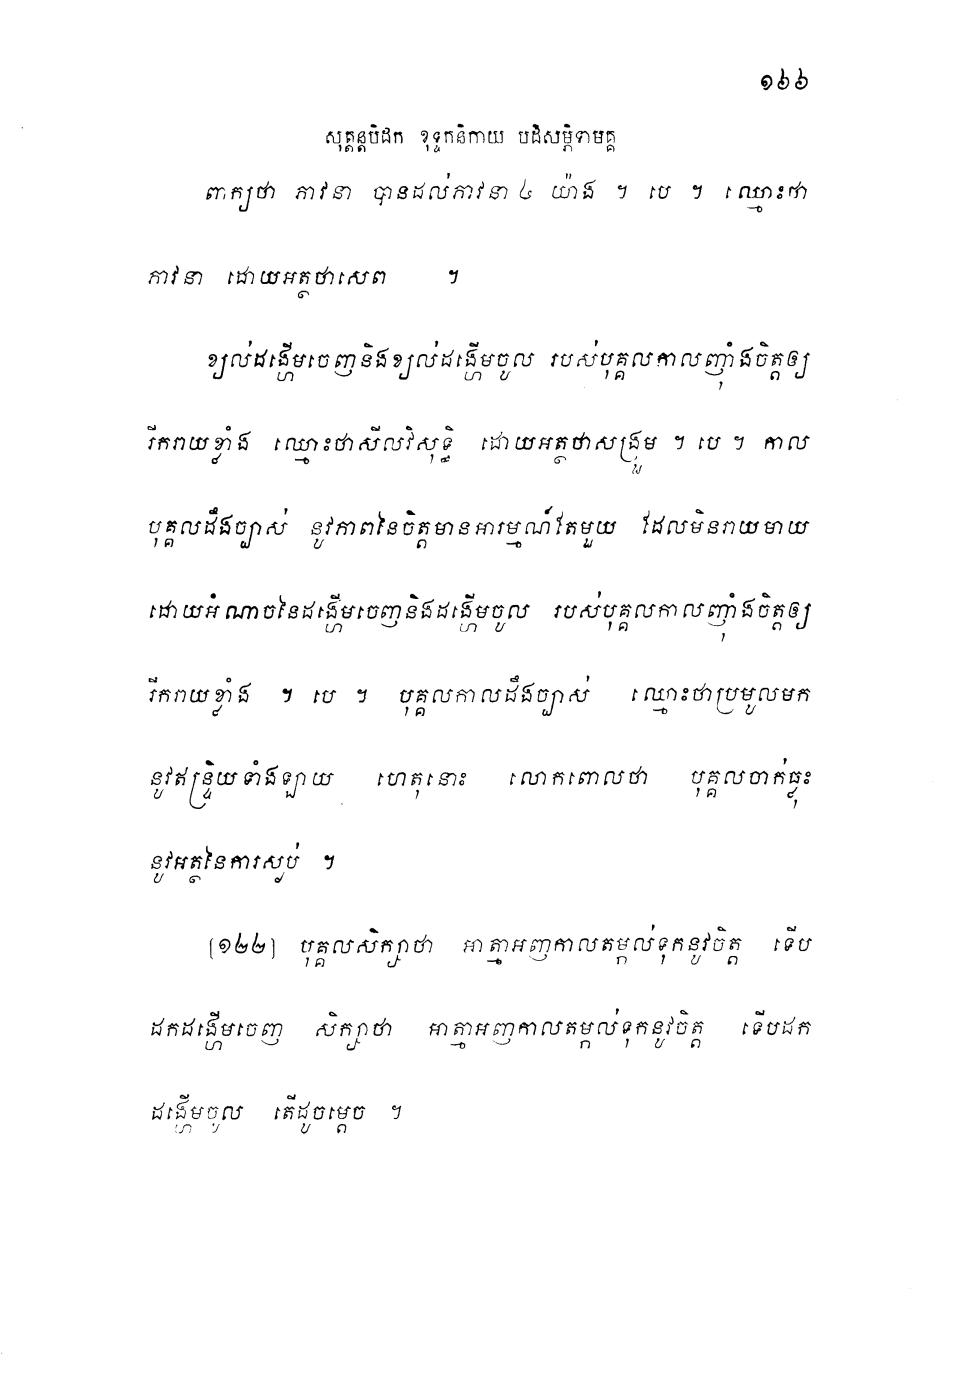 ១៦៦
សុត្តន្តបិដក ខុទ្ទកនិកាយ បដិសម្ភិទាមគ្គ
ពាក្យថា ភាវនា បានដល់ភាវនា ៤ យ៉ាង ។ បេ ។ ឈ្មោះថា
ភាវនា ដោយអត្ថថាសេព ។
ខ្យល់ដង្ហើមចេញនិងខ្យល់ដង្ហើមចូល របស់បុគ្គលកាលញ៉ាំងចិត្តឲ្យ
រីករាយខ្លាំង ឈ្មោះថាសីលវិសុទ្ធិ ដោយអត្ថថាសង្រួម ។ បេ ។ កាល
បុគ្គលដឹងច្បាស់ នូវភាពនៃចិត្តមានអារម្មណ៍តែមួយ ដែលមិនរាយមាយ
ដោយអំណាចនៃដង្ហើមចេញនិងដង្ហើមចូល របស់បុគ្គលកាលញ៉ាំងចិត្តឲ្យ
រីករាយខ្លាំង ។ បេ ។ បុគ្គលកាលដឹងច្បាស់ ឈ្មោះថាប្រមូលមក
នូវឥន្ទ្រិយទាំងឡាយ ហេតុនោះ លោកពោលថា បុគ្គលចាក់ធ្លុះ
នូវអត្ថនៃការស្ងប់ ។
[១៤៤] បុគ្គលសិក្សាថា អាត្មាអញកាលតម្កល់ទុកនូវចិត្ត ទើប
ដកដង្ហើមចេញ សិក្សាថា អាត្មាអញកាលតម្កល់ទុកនូវចិត្ត ទើបដក
ដង្ហើមចូល តើដូចម្តេច ។